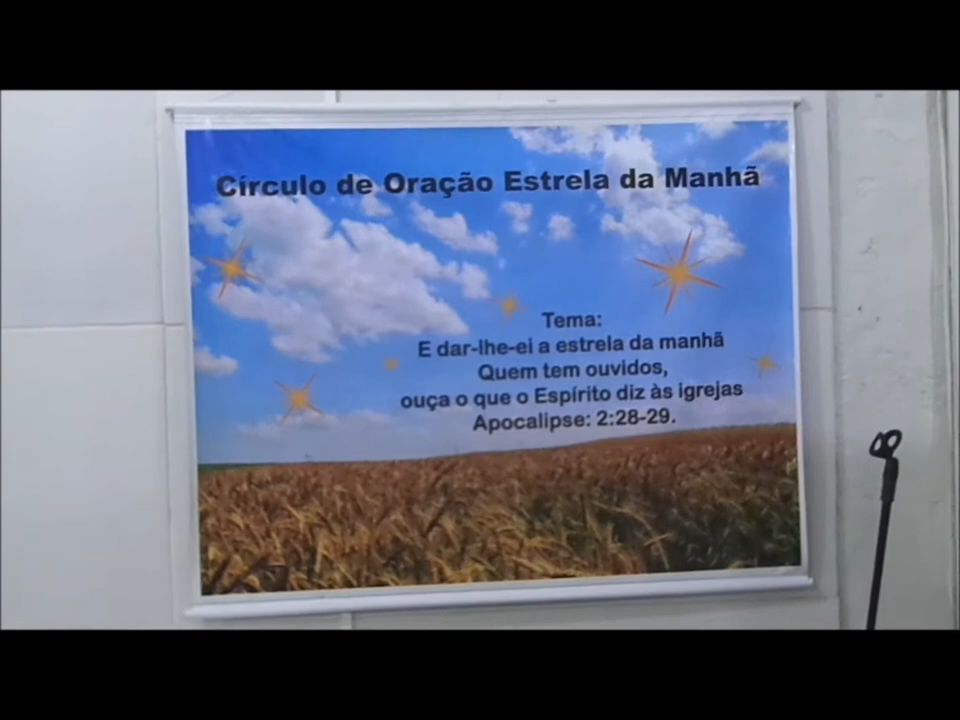 Círculo de Oração Estrela da Manhã
Tema:
E dar-lhe-ei a estrela da manhã
Quem tem ouvidos,
ouça o que o Espírito diz às igrejas
Apocalipse: 2:28-29.